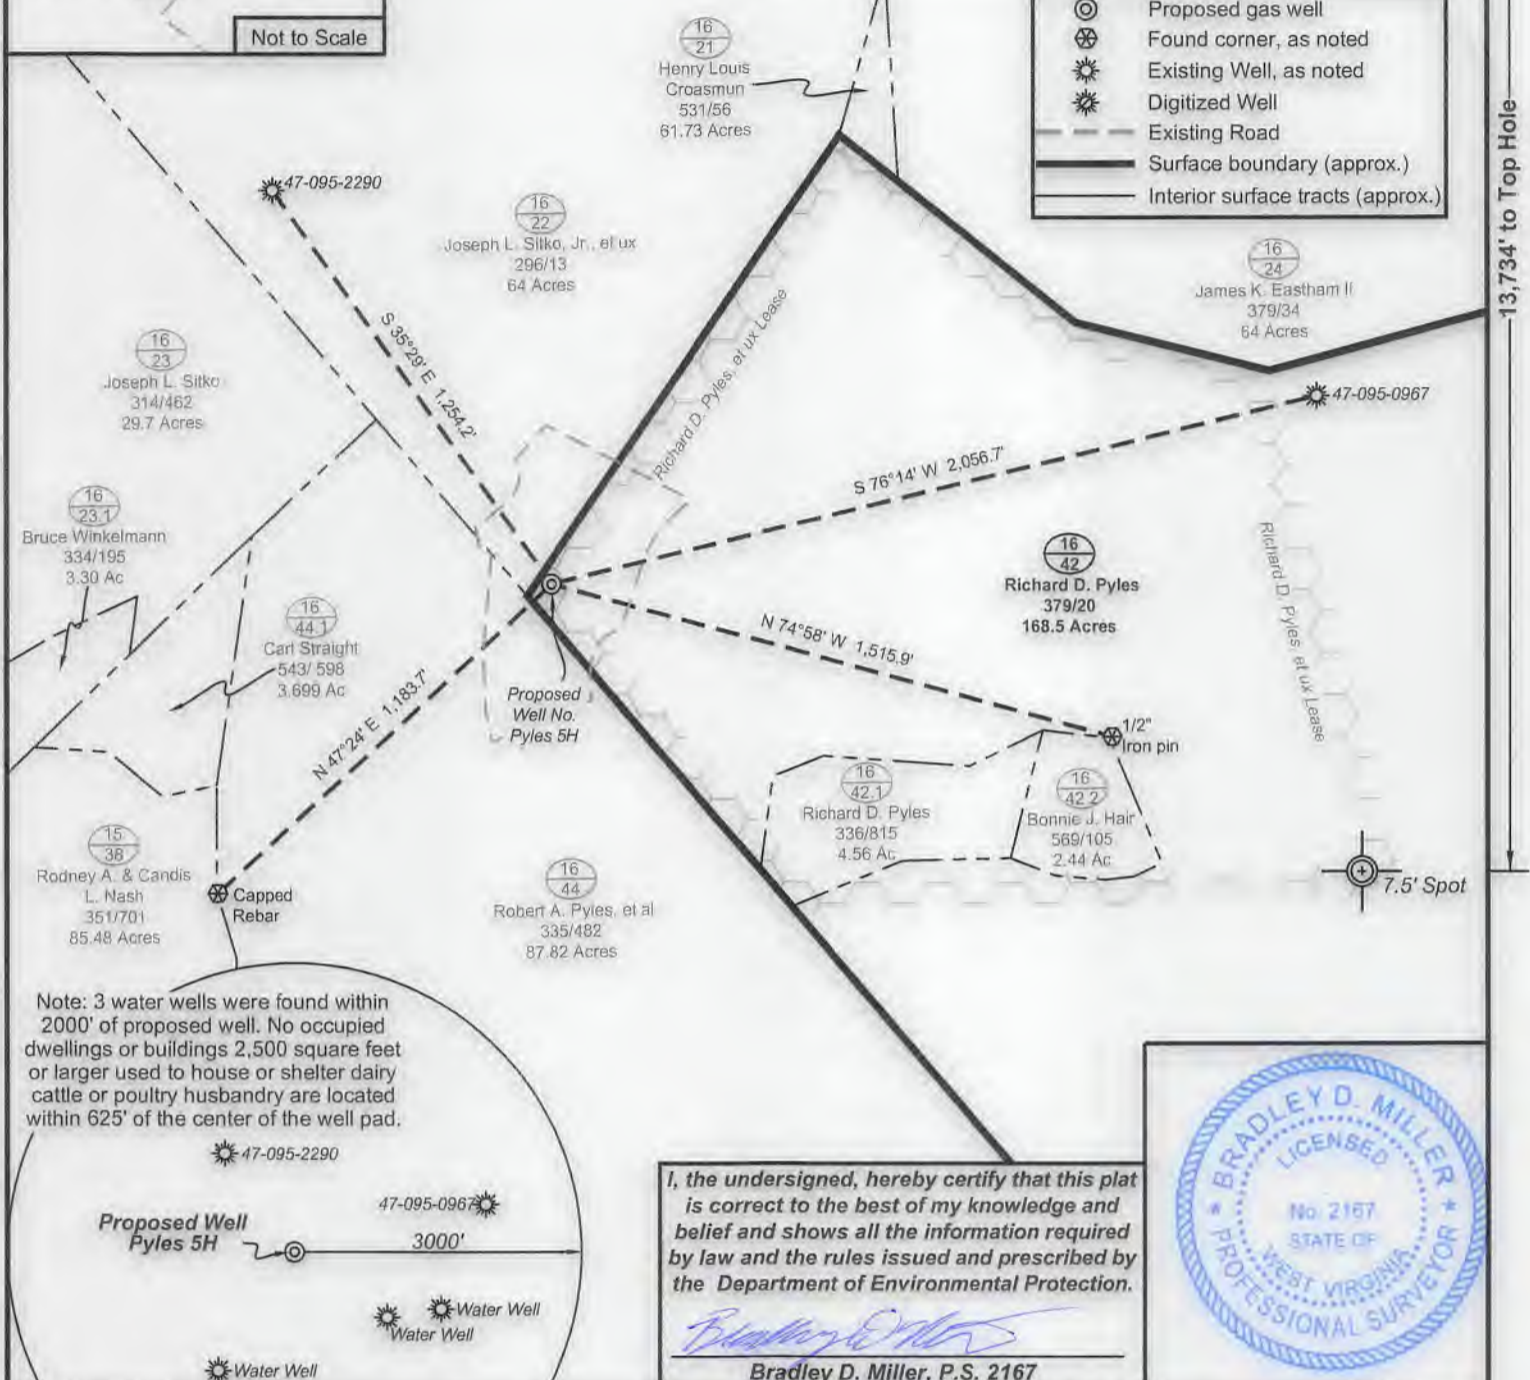 Not to Scale
16
21
Henry Louis
Croasmun
531/56
61.73 Acres
Proposed gas well
Found corner, as noted
Existing Well, as noted
Digitized Well
Existing Road
Surface boundary (approx.)
Interior surface tracts (approx.)
13,734' to Top Hole
47-095-2290
16
22
Joseph L. Sitko, Jr., et ux
296/13
64 Acres
16
24
James K. Eastham II
379/34
64 Acres
S 35°29' E 1,254.2'
Richard D. Pyles, et ux Lease
16
23
Joseph L. Sitko
314/462
29.7 Acres
47-095-0967
S 76°14' W 2,056.7'
16
23.1
Bruce Winkelmann
334/195
3.30 Ac
16
42
Richard D. Pyles
379/20
168.5 Acres
Richard D. Pyles, et ux Lease
16
44.1
Carl Straight
543/ 598
3.699 Ac
N 74°58' W 1,515.9'
Proposed
Well No.
Pyles 5H
N 47°24' E 1,183.7'
1/2"
Iron pin
16
42.1
Richard D. Pyles
336/815
4.56 Ac
16
42.2
Bonnie J. Hair
569/105
2.44 Ac
15
38
Rodney A. & Candis
L. Nash
351/701
85.48 Acres
Capped
Rebar
16
44
Robert A. Pyles, et al
335/482
87.82 Acres
7.5' Spot
Note: 3 water wells were found within
2000' of proposed well. No occupied
dwellings or buildings 2,500 square feet
or larger used to house or shelter dairy
cattle or poultry husbandry are located
within 625' of the center of the well pad.
47-095-2290
47-095-0967
Proposed Well
Pyles 5H
3000'
Water Well
Water Well
Water Well
I, the undersigned, hereby certify that this plat
is correct to the best of my knowledge and
belief and shows all the information required
by law and the rules issued and prescribed by
the Department of Environmental Protection.
Bradley D. Miller, P.S. 2167
BRADLEY D. MILLER
LICENSED
No. 2167
STATE OF
WEST VIRGINIA
PROFESSIONAL SURVEYOR